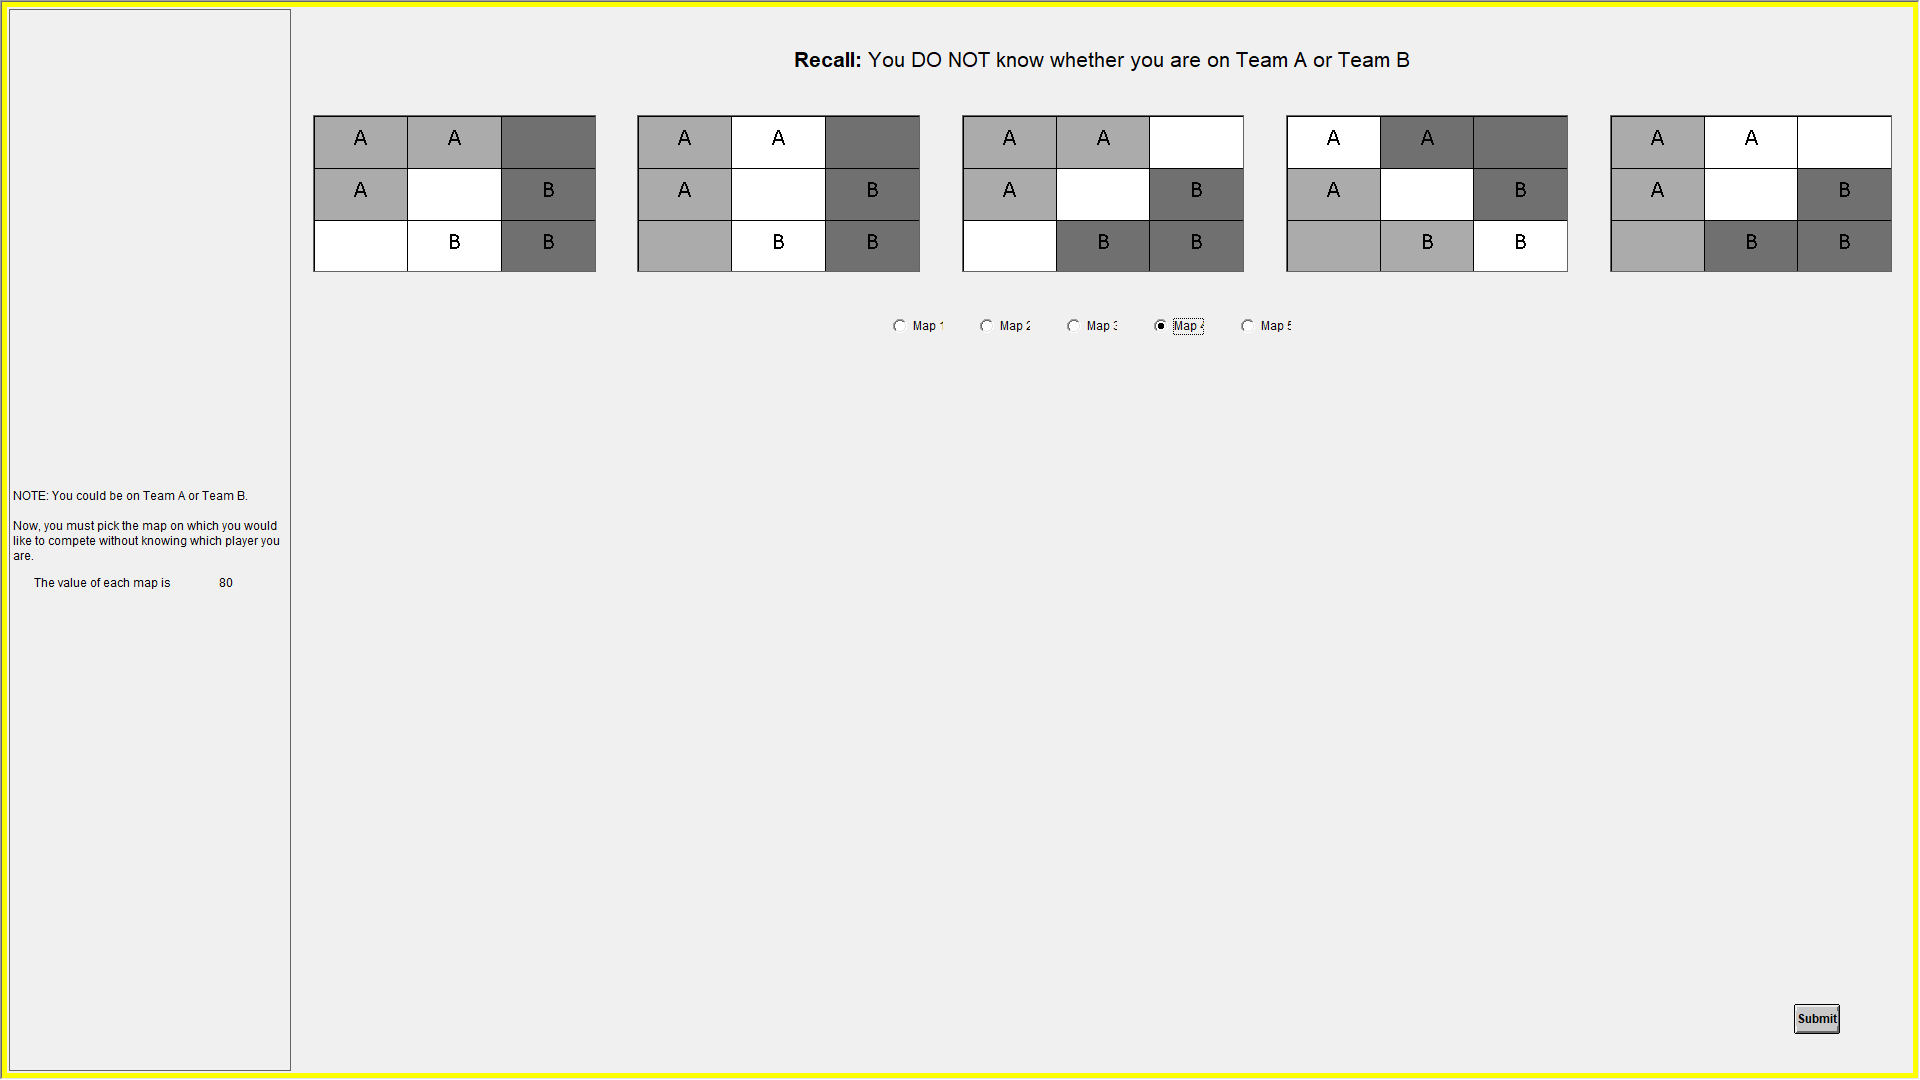 Recall: You DO NOT know whether you are on Team A or Team B
A A A A A A A A A A
A B A B A B A B A B
B B B B B B B B B B
Map 1 Map 2 Map Map Map
NOTE: You could be on Team A or Team B.
Now, you must pick the map on which you would
like to compete without knowing which player you
are.
The value of each map is 80
Submit